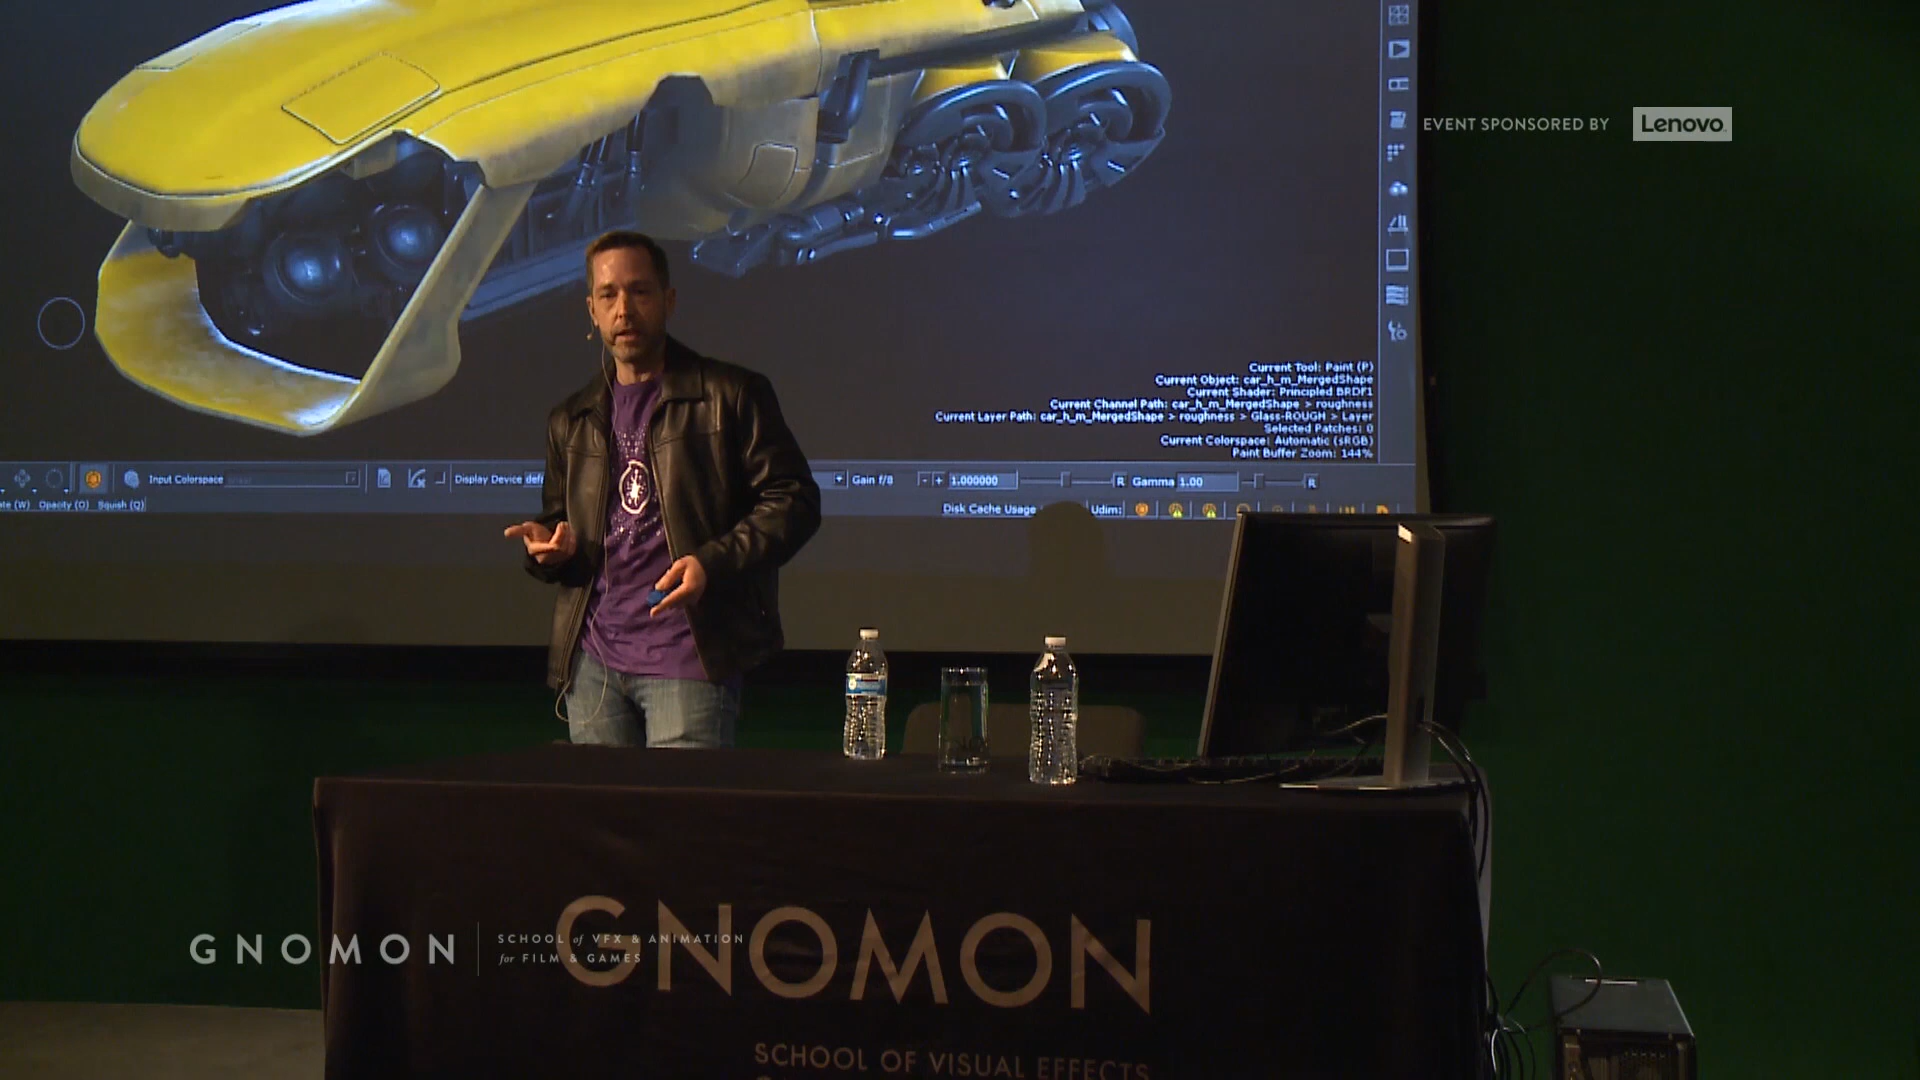 EVENT SPONSORED BY Lenovo
Current Tool: Paint (P)
Current Object: car_h_m_MergedShape
Current Shader: Principled BRDF1
Current Channel Path: car_h_m_MergedShape > roughness
Current Layer Path: car_h_m_MergedShape > roughness > Glass-ROUGH > Layer
Selected Patches: 0
Current Colorspace: Automatic (sRGB)
Paint Buffer Zoom: 144%
Input Colorspace
Display Device
Gain f/8 - + 1.000000 R Gamma 1.00 R
(W) Opacity (O) Squish (Q)
Disk Cache Usage Udim:
GNOMON
SCHOOL of VFX & ANIMATION
for FILM & GAMES
GNOMON
SCHOOL OF VISUAL EFFECTS